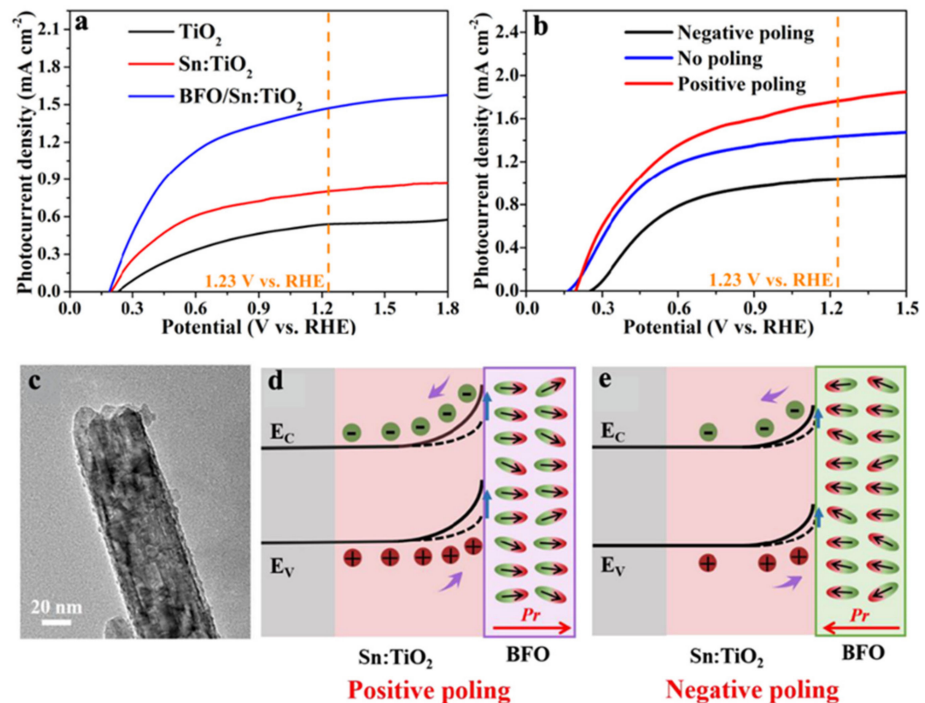 a
TiO2
Sn:TiO2
BFO/Sn:TiO2
Photocurrent density (mA cm-2)
2.1
1.8
1.5
1.2
0.9
0.6
0.3
0.0
1.23 V vs. RHE
0.0 0.3 0.6 0.9 1.2 1.5 1.8
Potential (V vs. RHE)
b
Negative poling
No poling
Positive poling
Photocurrent density (mA cm-2)
2.4
2.0
1.6
1.2
0.8
0.4
0.0
1.23 V vs. RHE
0.0 0.3 0.6 0.9 1.2 1.5
Potential (V vs. RHE)
c
20 nm
d
EC
EV
Pr
Sn:TiO2 BFO
Positive poling
e
EC
EV
Pr
Sn:TiO2 BFO
Negative poling